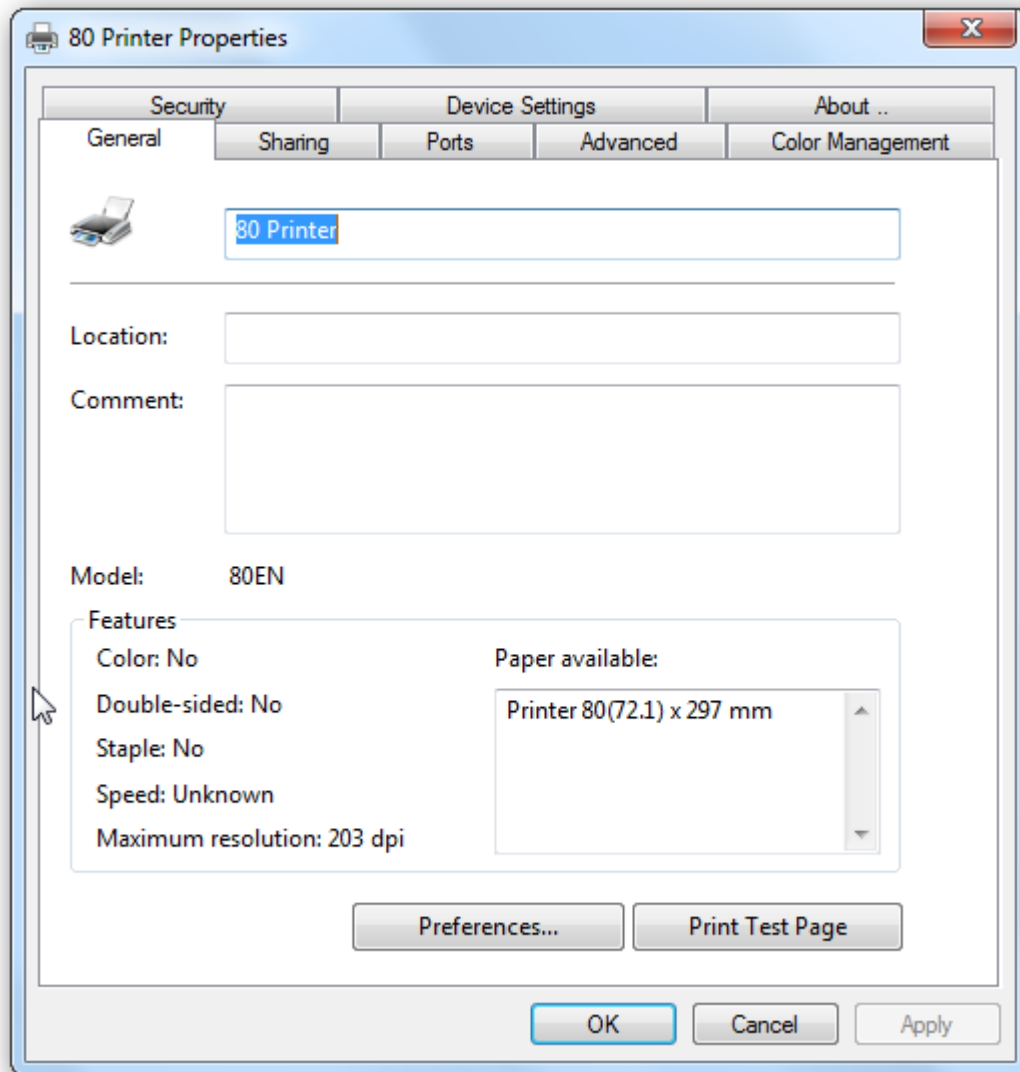 80 Printer Properties
Security Device Settings About ..
General Sharing Ports Advanced Color Management
80 Printer
Location:
Comment:
Model: 80EN
Features
Color: No Paper available:
Double-sided: No Printer 80(72.1) x 297 mm
Staple: No
Speed: Unknown
Maximum resolution: 203 dpi
Preferences... Print Test Page
OK Cancel Apply